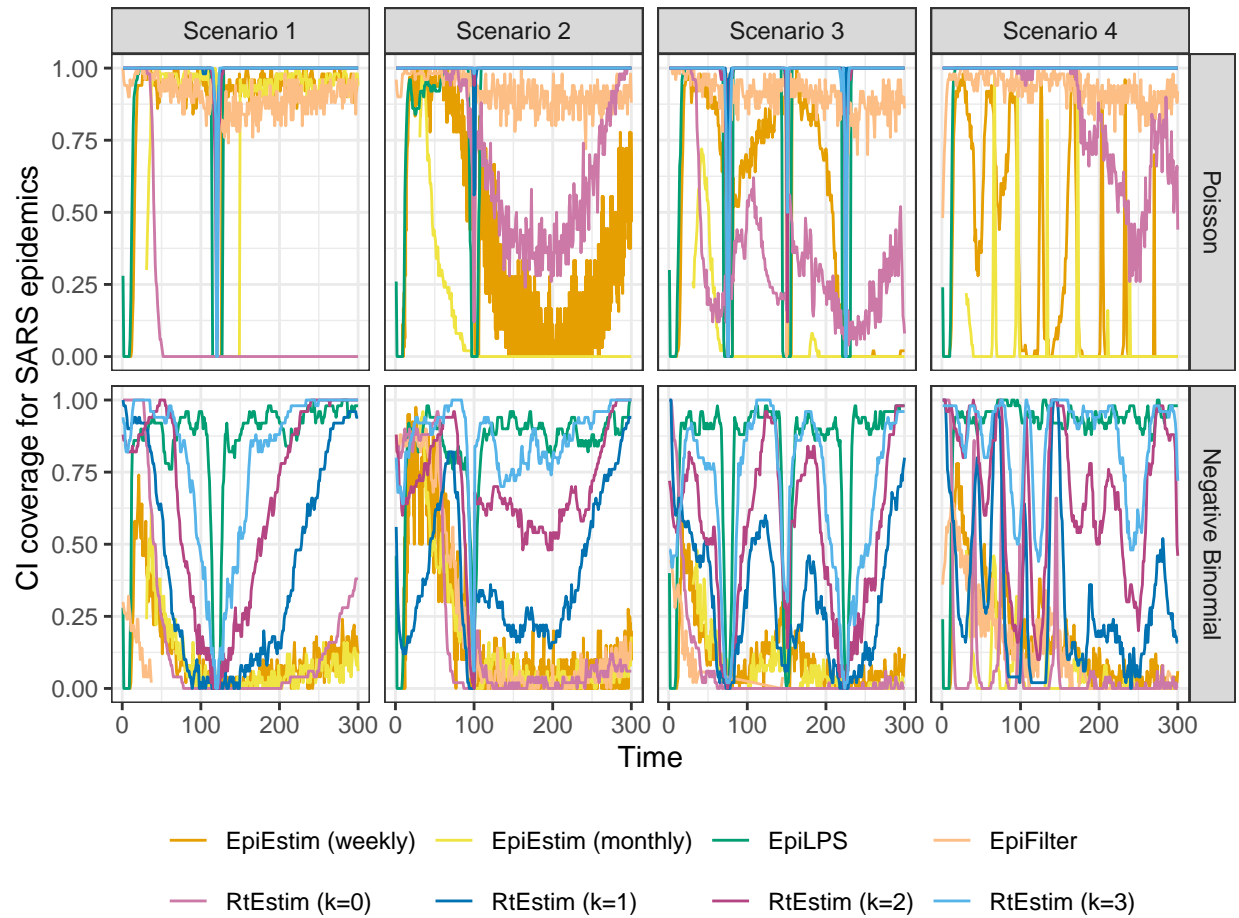 Scenario 1 Scenario 2 Scenario 3 Scenario 4
CI coverage for SARS epidemics
1.00
0.75
0.50
0.25
0.00
Poisson
1.00
0.75
0.50
0.25
0.00
Negative Binomial
0 100 200 300 0 100 200 300 0 100 200 300 0 100 200 300
Time
EpiEstim (weekly) EpiEstim (monthly) EpiLPS EpiFilter
RtEstim (k=0) RtEstim (k=1) RtEstim (k=2) RtEstim (k=3)